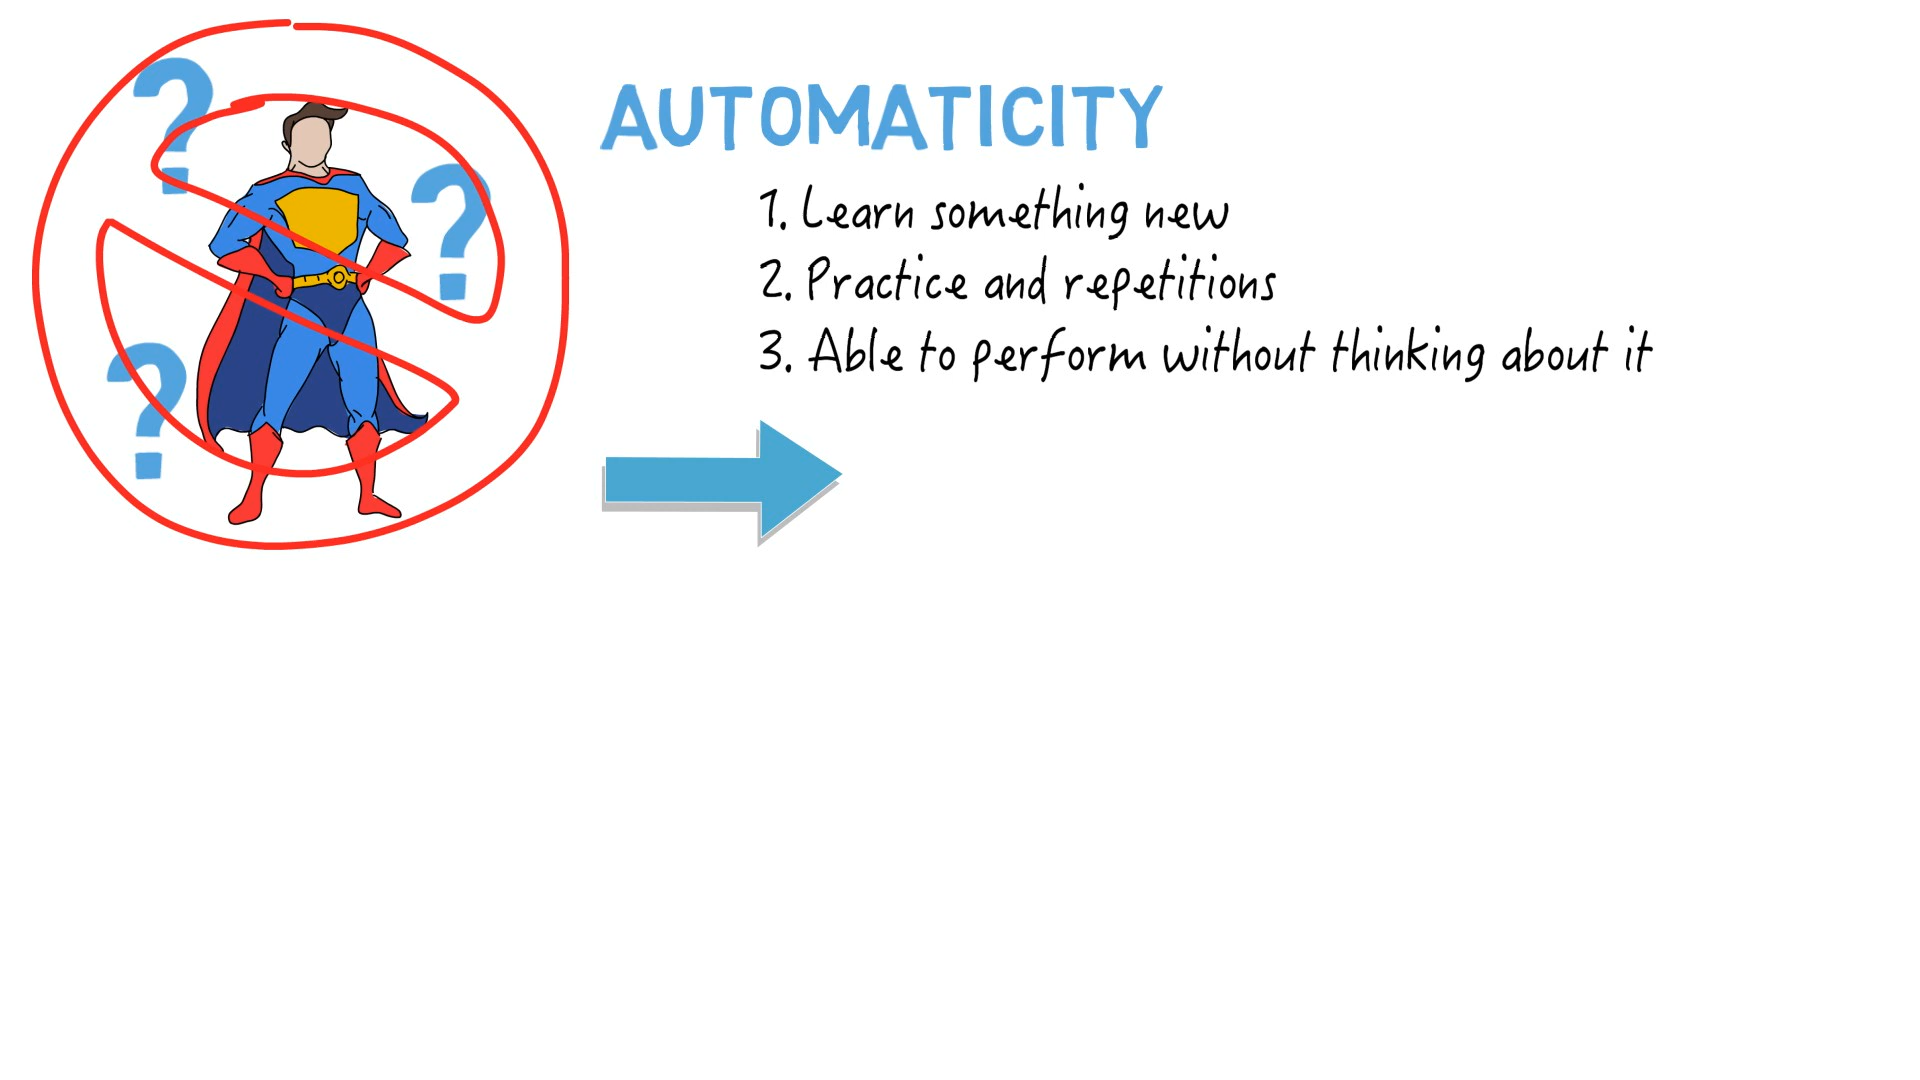 ?
?
?
AUTOMATICITY
1. Learn something new
2. Practice and repetitions
3. Able to perform without thinking about it